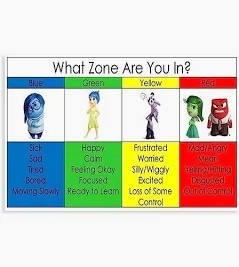 What Zone Are You In?
Blue
Green
Yellow
Red
Sick
Sad
Tired
Bored
Moving Slowly
Happy
Calm
Feeling Okay
Focused
Ready to Learn
Frustrated
Worried
Silly/Wiggly
Excited
Loss of Some
Control
Mad/Angry
Mean
Yelling/Hitting
Disgusted
Out of Control